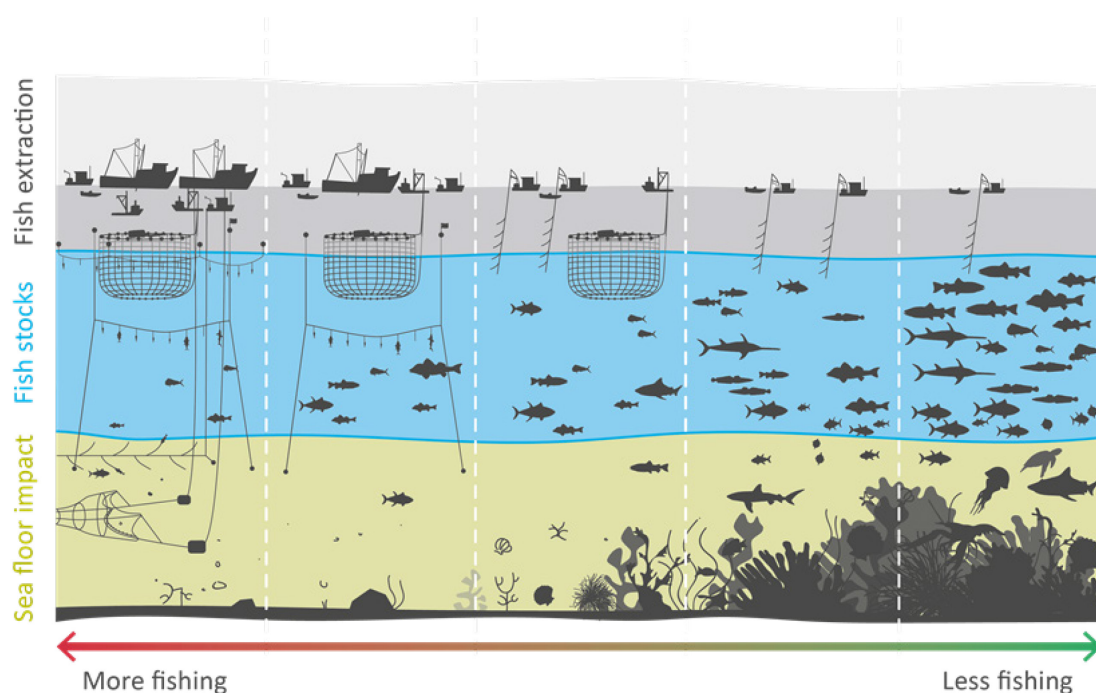 Fish extraction
Fish stocks
Sea floor impact
More fishing
Less fishing